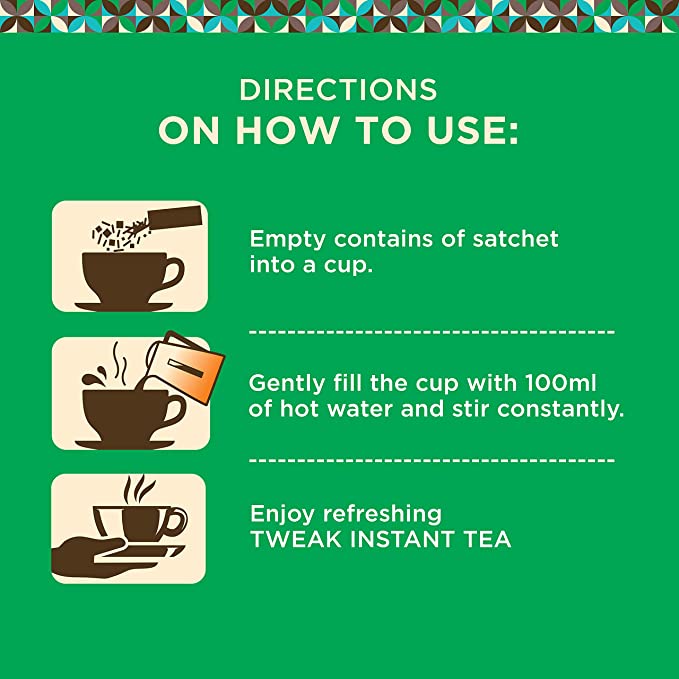 DIRECTIONS
ON HOW TO USE:
Empty contains of satchet
into a cup.
Gently fill the cup with 100ml
of hot water and stir constantly.
Enjoy refreshing
TWEAK INSTANT TEA